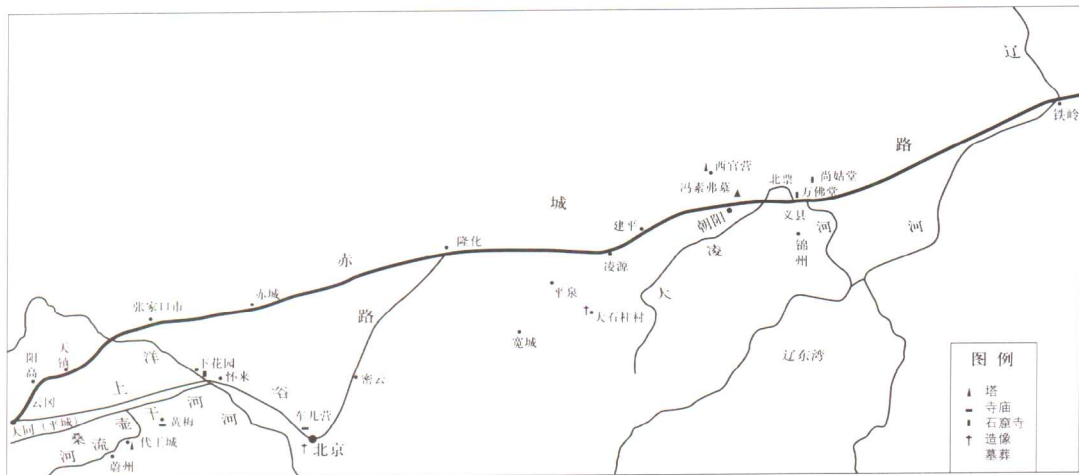 辽
铁岭
路
西官营
尚姑堂
北票
万佛堂
冯素弗墓
朝阳
义县
城
建平
河
河
锦州
凌
隆化
凌源
赤
大
平泉
大石柱村
赤城
张家口市
路
宽城
辽东湾
洋
下花园
怀来
阳高
天镇
密云
上
谷
云冈
大同（平城）
干
河
河
壶
黄梅
车儿营
北京
桑
流
代王城
河
蔚州
图例
塔
寺庙
石窟寺
造像
墓葬